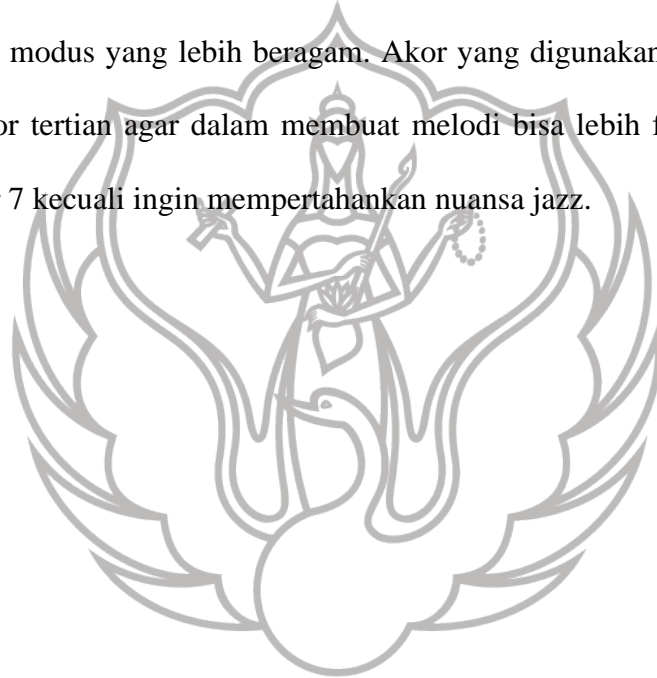 modus yang lebih beragam. Akor yang digunakan
or tertian agar dalam membuat melodi bisa lebih f
7 kecuali ingin mempertahankan nuansa jazz.